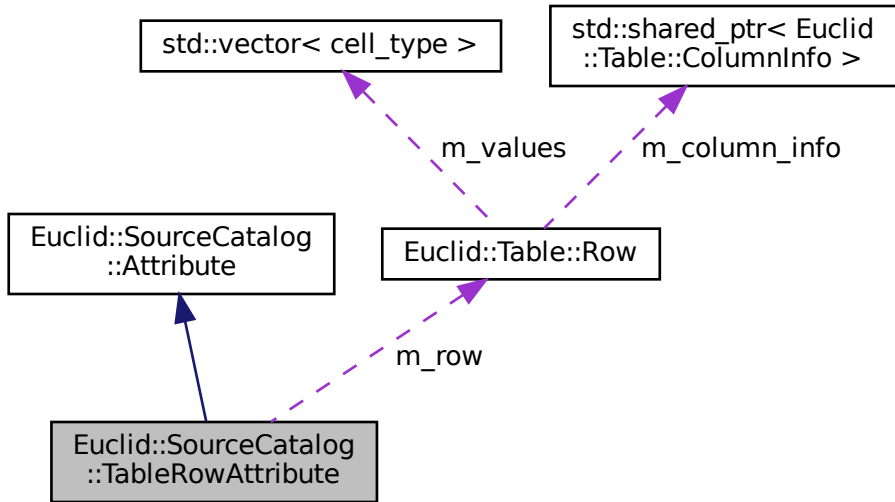 std::vector< cell_type >
std::shared_ptr< Euclid
::Table::ColumnInfo >
m_values
m_column_info
Euclid::SourceCatalog
::Attribute
Euclid::Table::Row
m_row
Euclid::SourceCatalog
::TableRowAttribute